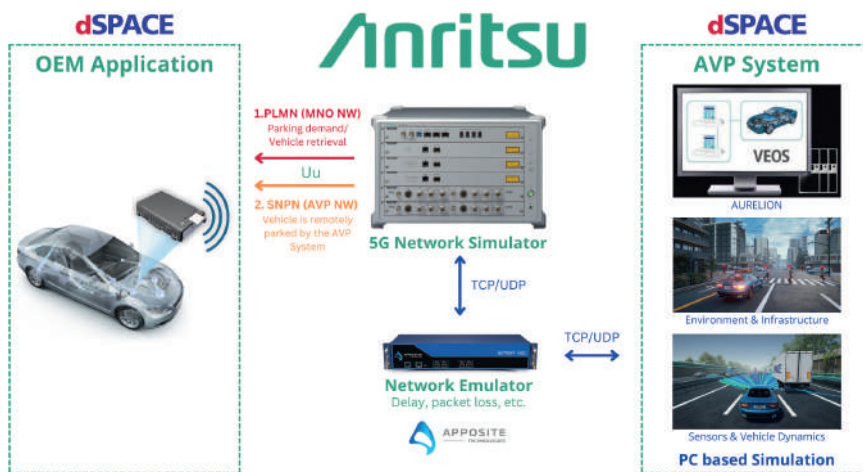 dSPACE
OEM Application
Anritsu
dSPACE
AVP System
1.PLMN (MNO NW)
Parking demand/
Vehicle retrieval
Uu
2. SNPN (AVP NW)
Vehicle is remotely
parked by the AVP
System
5G Network Simulator
TCP/UDP
TCP/UDP
Network Emulator
Delay, packet loss, etc.
APPOSITE
TECHNOLOGIES
VEOS
AURELION
Environment & Infrastructure
Sensors & Vehicle Dynamics
PC based Simulation